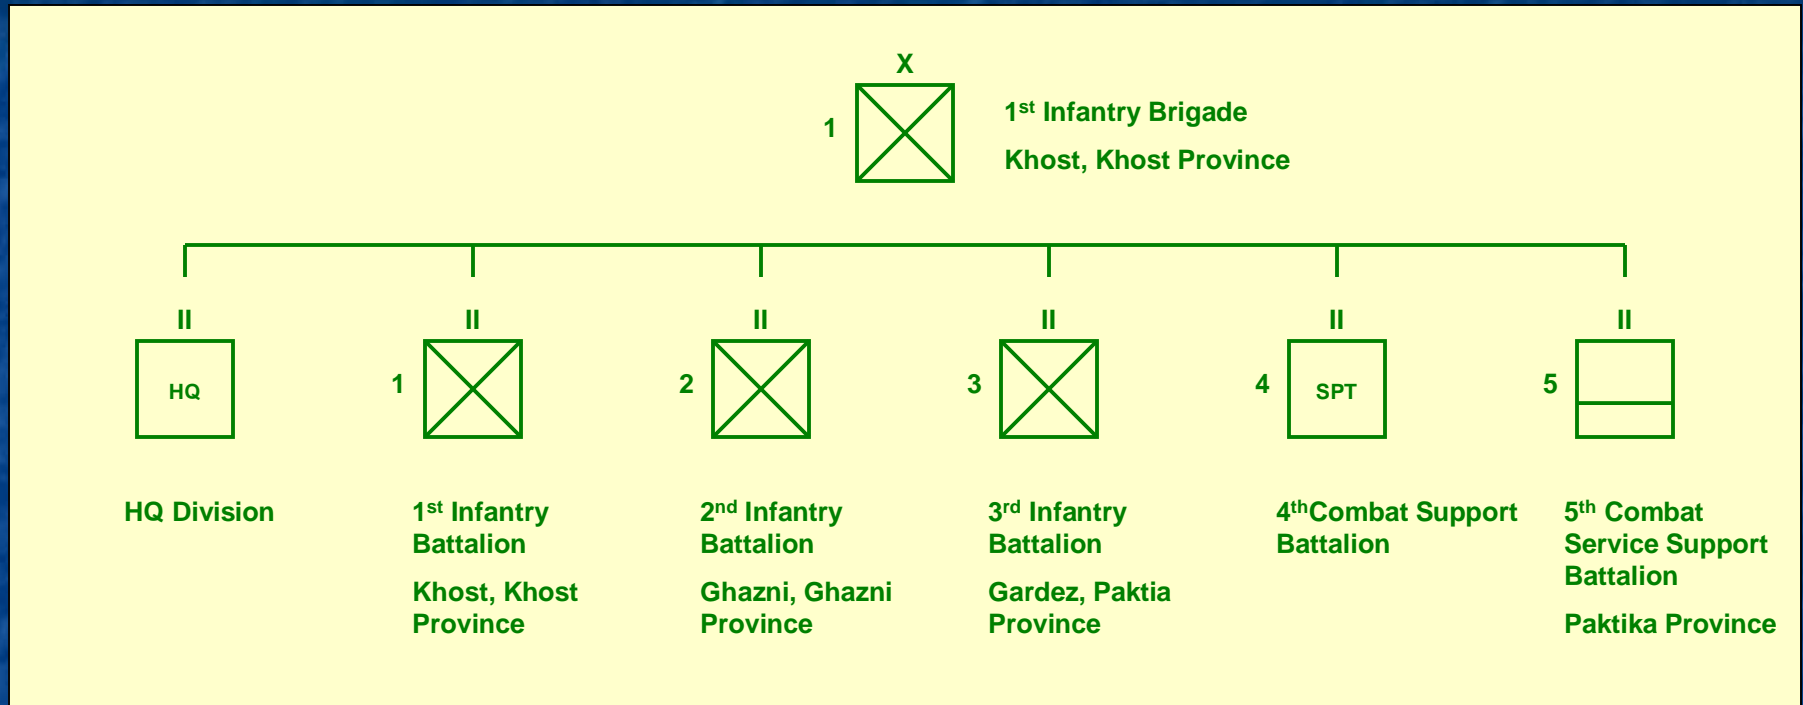 X
1
1st Infantry Brigade
Khost, Khost Province
II
II
II
II
II
II
HQ
1
2
3
4
SPT
5
HQ Division
1st Infantry
Battalion
Khost, Khost
Province
2nd Infantry
Battalion
Ghazni, Ghazni
Province
3rd Infantry
Battalion
Gardez, Paktia
Province
4thCombat Support
Battalion
5th Combat
Service Support
Battalion
Paktika Province